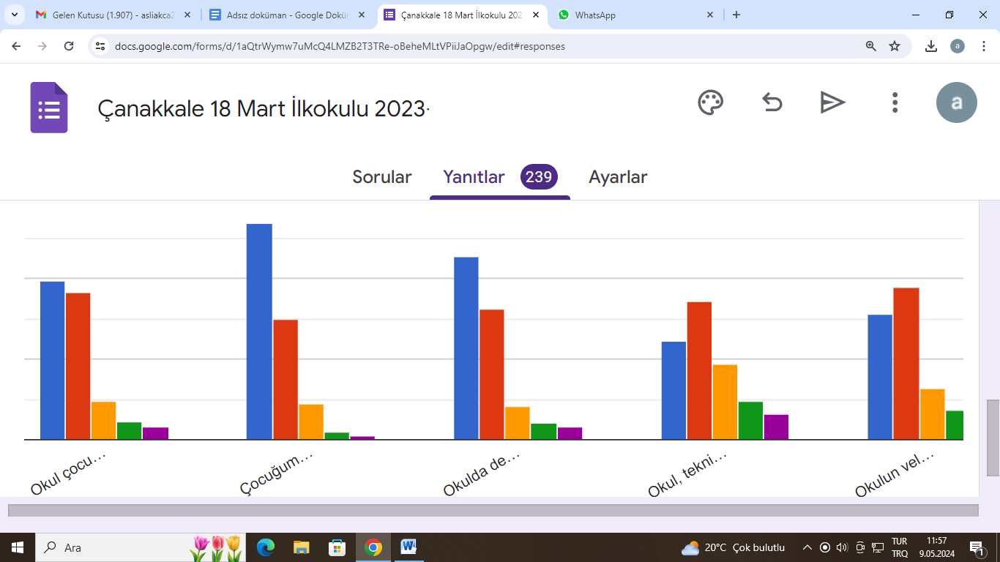 Gelen Kutusu (1.907) - asliakca2
Adsız doküman - Google Dokü
Çanakkale 18 Mart İlkokulu 202
WhatsApp
docs.google.com/forms/d/1aQtrWymw7uMcQ4LMZB2T3TRe-oBeheMLtVPiiJaOpgw/edit#responses
a
Çanakkale 18 Mart İlkokulu 2023-
a
Sorular
Yanıtlar 239
Ayarlar
Okul çocu…
Çocuğum…
Okulda de…
Okul, tekni…
Okulun vel…
Ara
20°C Çok bulutlu
TUR
TRQ
11:57
9.05.2024
1